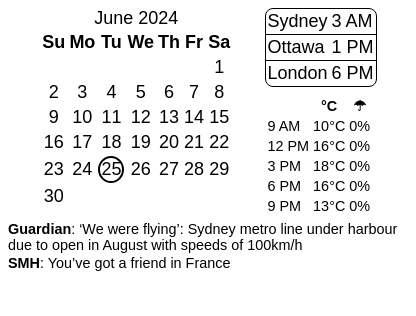 June 2024
Su Mo Tu We Th Fr Sa
1
2 3 4 5 6 7 8
9 10 11 12 13 14 15
16 17 18 19 20 21 22
23 24 25 26 27 28 29
30
Sydney 3 AM
Ottawa 1 PM
London 6 PM
°C ☂
9 AM 10°C 0%
12 PM 16°C 0%
3 PM 18°C 0%
6 PM 16°C 0%
9 PM 13°C 0%
Guardian: ‘We were flying’: Sydney metro line under harbour
due to open in August with speeds of 100km/h
SMH: You’ve got a friend in France